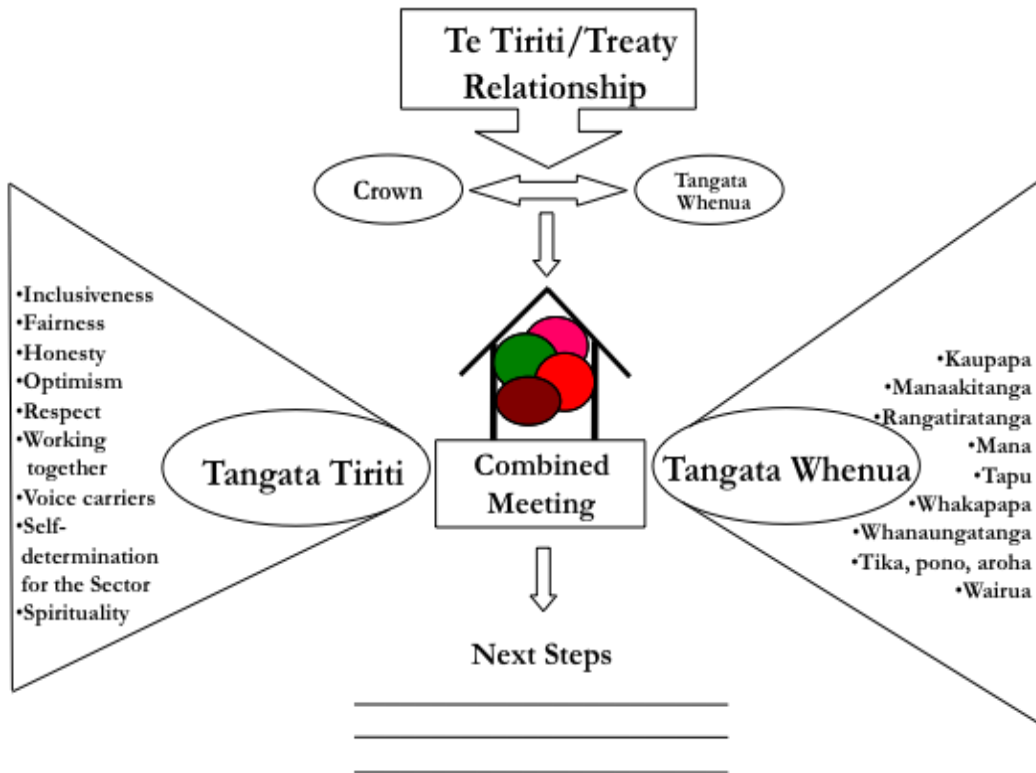 Te Tiriti/Treaty
Relationship
Crown
Tangata
Whenua
•Inclusiveness
•Fairness
•Honesty
•Optimism
•Respect
•Working
together
•Voice carriers
•Self-
determination
for the Sector
•Spirituality
Tangata Tiriti
Combined
Meeting
Tangata Whenua
•Kaupapa
•Manaakitanga
•Rangatiratanga
•Mana
•Tapu
•Whakapapa
•Whanaungatanga
•Tika, pono, aroha
•Wairua
Next Steps